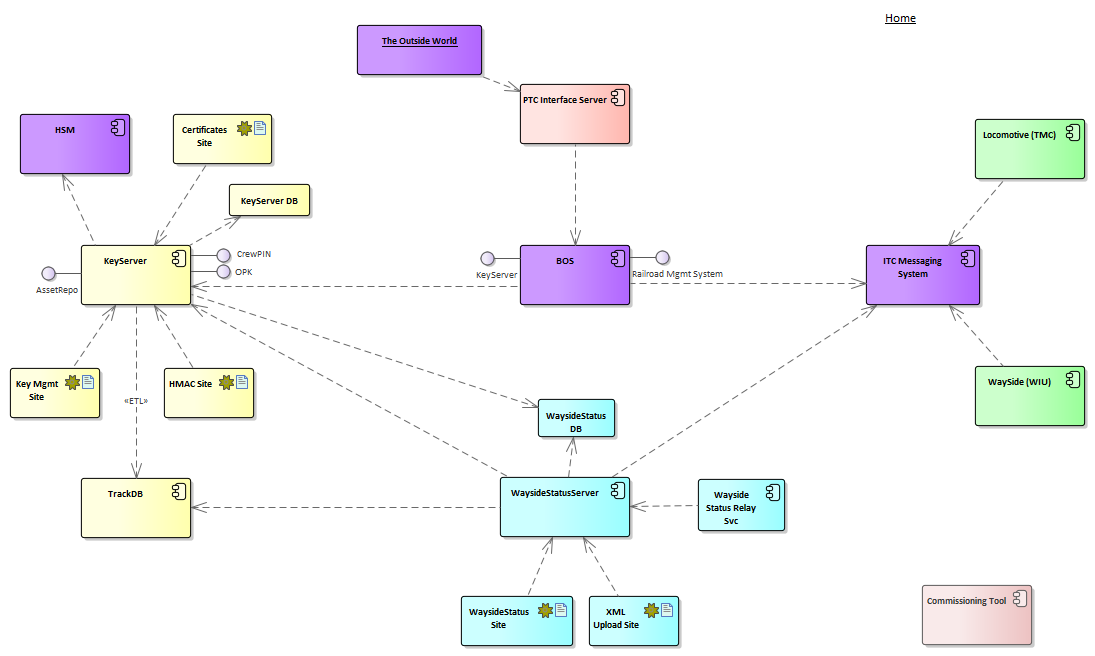 Home
The Outside World
PTC Interface Server
HSM
Certificates
Site
Locomotive (TMC)
KeyServer DB
KeyServer
CrewPIN
OPK
AssetRepo
BOS
KeyServer
Railroad Mgmt System
ITC Messaging
System
Key Mgmt
Site
HMAC Site
«ETL»
WaySide (WIU)
WaysideStatus
DB
TrackDB
WaysideStatusServer
Wayside
Status Relay
Svc
WaysideStatus
Site
XML
Upload Site
Commissioning Tool